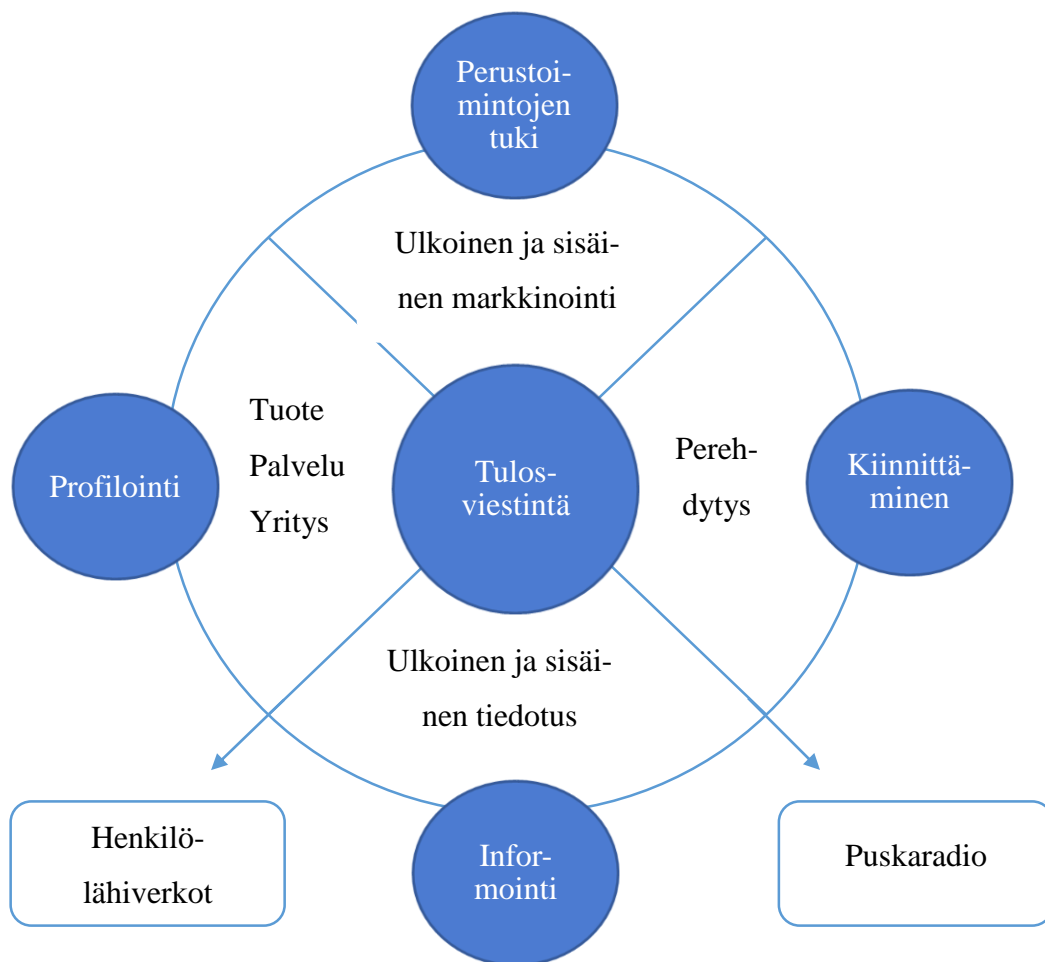 Perustoi-
mintojen
tuki
Ulkoinen ja sisäi-
nen markkinointi
Profilointi
Tuote
Palvelu
Yritys
Tulos-
viestintä
Pereh-
dytys
Kiinnittä-
minen
Ulkoinen ja sisäi-
nen tiedotus
Henkilö-
lähiverkot
Infor-
mointi
Puskaradio